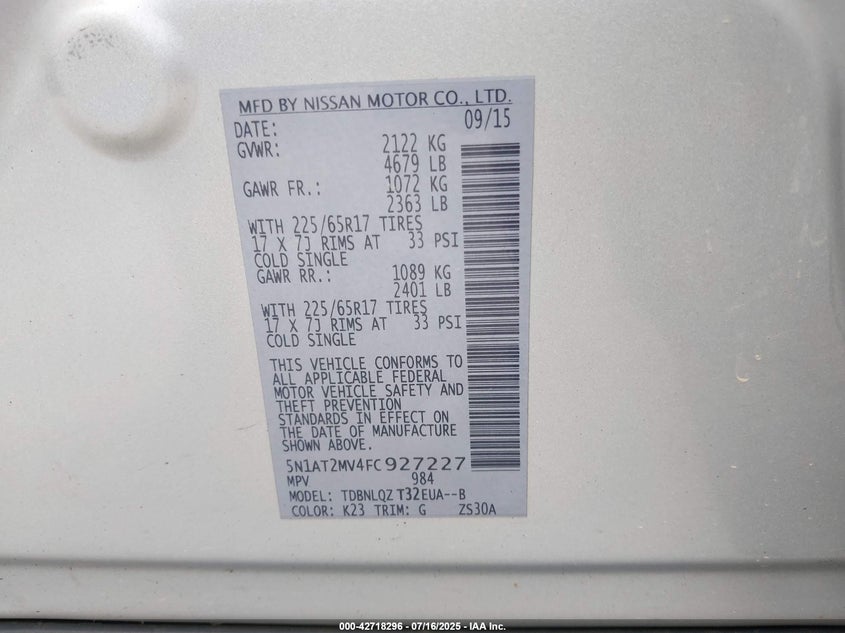 MFD BY NISSAN MOTOR CO., LTD.
DATE: 09/15
GVWR: 2122 KG
4679 LB
GAWR FR.: 1072 KG
2363 LB
WITH 225/65R17 TIRES
17 X 7J RIMS AT 33 PSI
COLD SINGLE
GAWR RR.: 1089 KG
2401 LB
WITH 225/65R17 TIRES
17 X 7J RIMS AT 33 PSI
COLD SINGLE
THIS VEHICLE CONFORMS TO
ALL APPLICABLE FEDERAL
MOTOR VEHICLE SAFETY AND
THEFT PREVENTION
STANDARDS IN EFFECT ON
THE DATE OF MANUFACTURE
SHOWN ABOVE.
5N1AT2MV4FC927227
MPV 984
MODEL: TDBNLQZ T32EUA--B
COLOR: K23 TRIM: G ZS30A
000-42718296 - 07/16/2025 - IAA Inc.